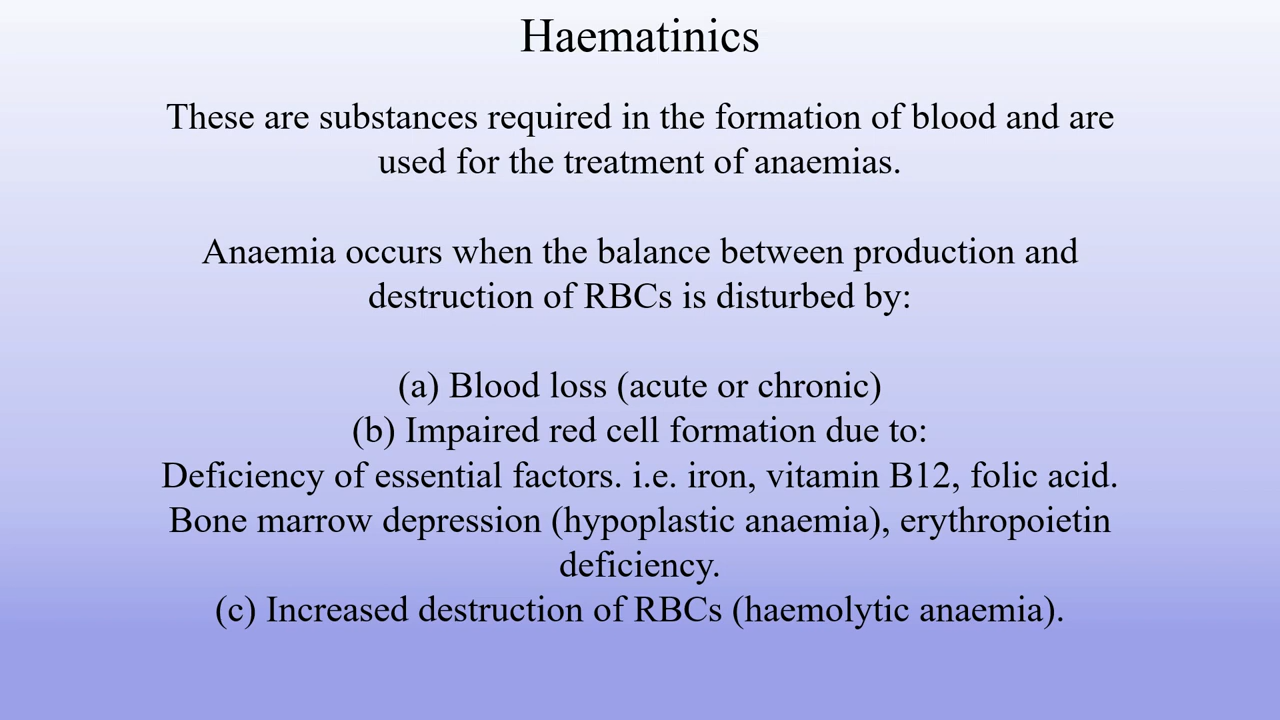 Haematinics
These are substances required in the formation of blood and are
used for the treatment of anaemias.
Anaemia occurs when the balance between production and
destruction of RBCs is disturbed by:
(a) Blood loss (acute or chronic)
(b) Impaired red cell formation due to:
Deficiency of essential factors. i.e. iron, vitamin B12, folic acid.
Bone marrow depression (hypoplastic anaemia), erythropoietin
deficiency.
(c) Increased destruction of RBCs (haemolytic anaemia).